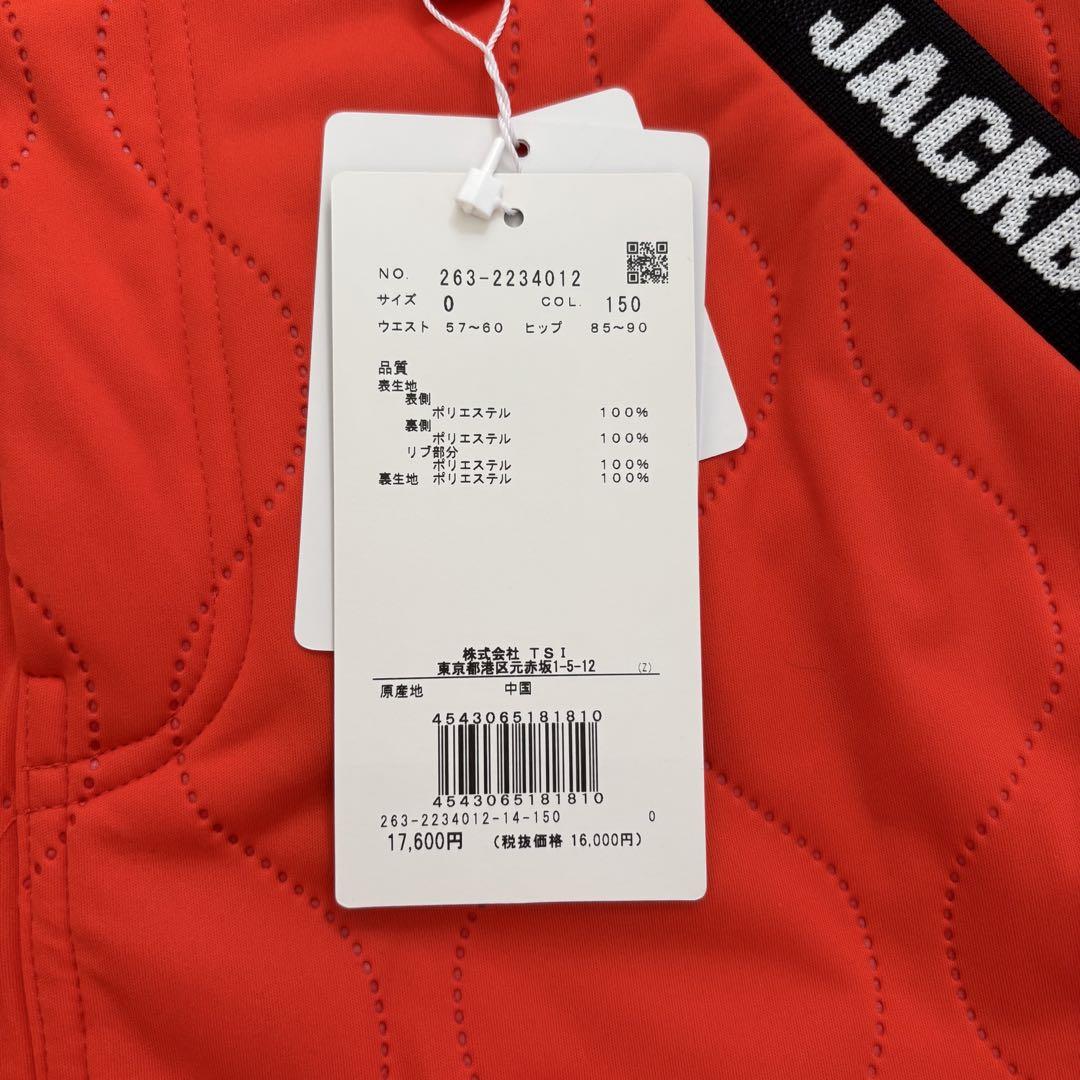 JACKB
NO. 263-2234012
サイズ 0 COL. 150
ウエスト 57～60 ヒップ 85～90
品質
表生地
表側
ポリエステル 100%
裏側
ポリエステル 100%
リブ部分
ポリエステル 100%
裏生地 ポリエステル 100%
株式会社 TSI
東京都港区元赤坂1-5-12 (Z)
原産地 中国
4543065181810
4543065181810
263-2234012-14-150 0
17,600円 (税抜価格 16,000円)